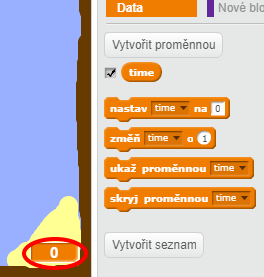 Data
Nové blo
Vytvořit proměnnou
time
nastav time na 0
změň time o 1
ukaž proměnnou time
skryj proměnnou time
Vytvořit seznam
0